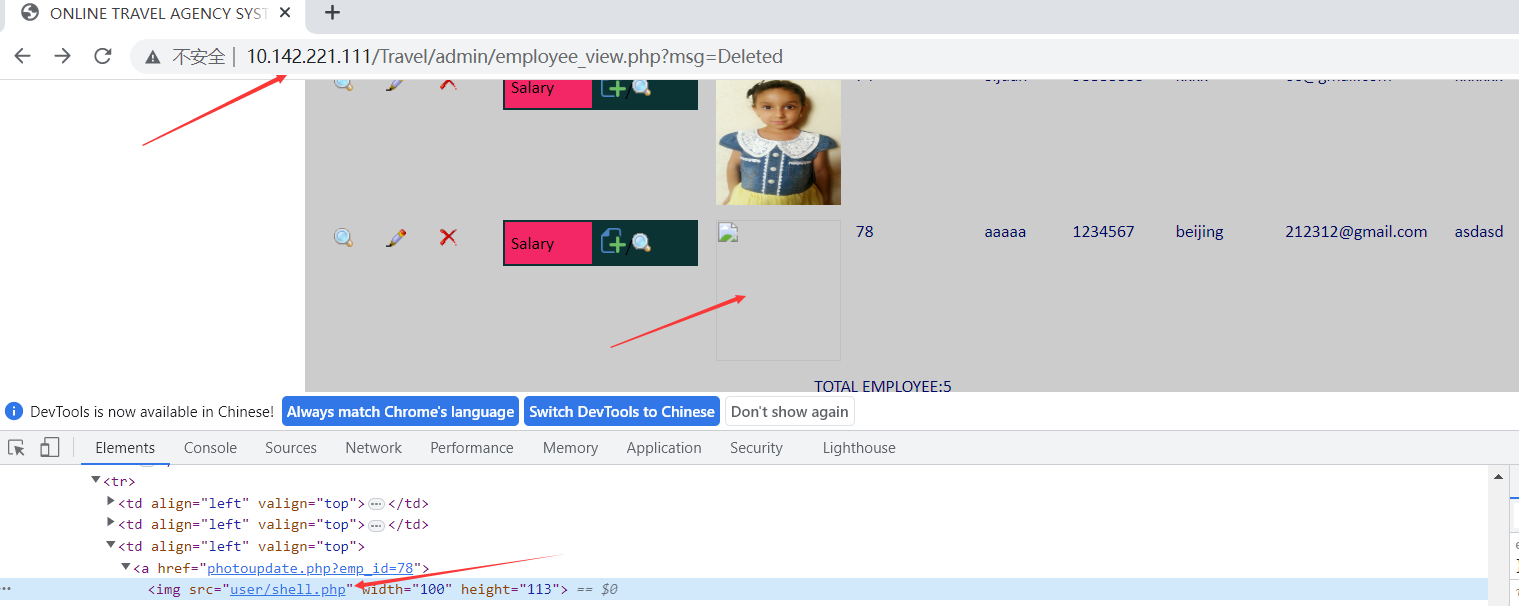 ONLINE TRAVEL AGENCY SYST
不安全 10.142.221.111/Travel/admin/employee_view.php?msg=Deleted
Salary /
Salary / 78 aaaaa 1234567 beijing 212312@gmail.com asdasd
TOTAL EMPLOYEE:5
DevTools is now available in Chinese! Always match Chrome's language Switch DevTools to Chinese Don't show again
Elements Console Sources Network Performance Memory Application Security Lighthouse
▼<tr>
▶<td align="left" valign="top">…</td>
▶<td align="left" valign="top">…</td>
▼<td align="left" valign="top">
▼<a href="photoupdate.php?emp_id=78">
<img src="user/shell.php" width="100" height="113"> == $0